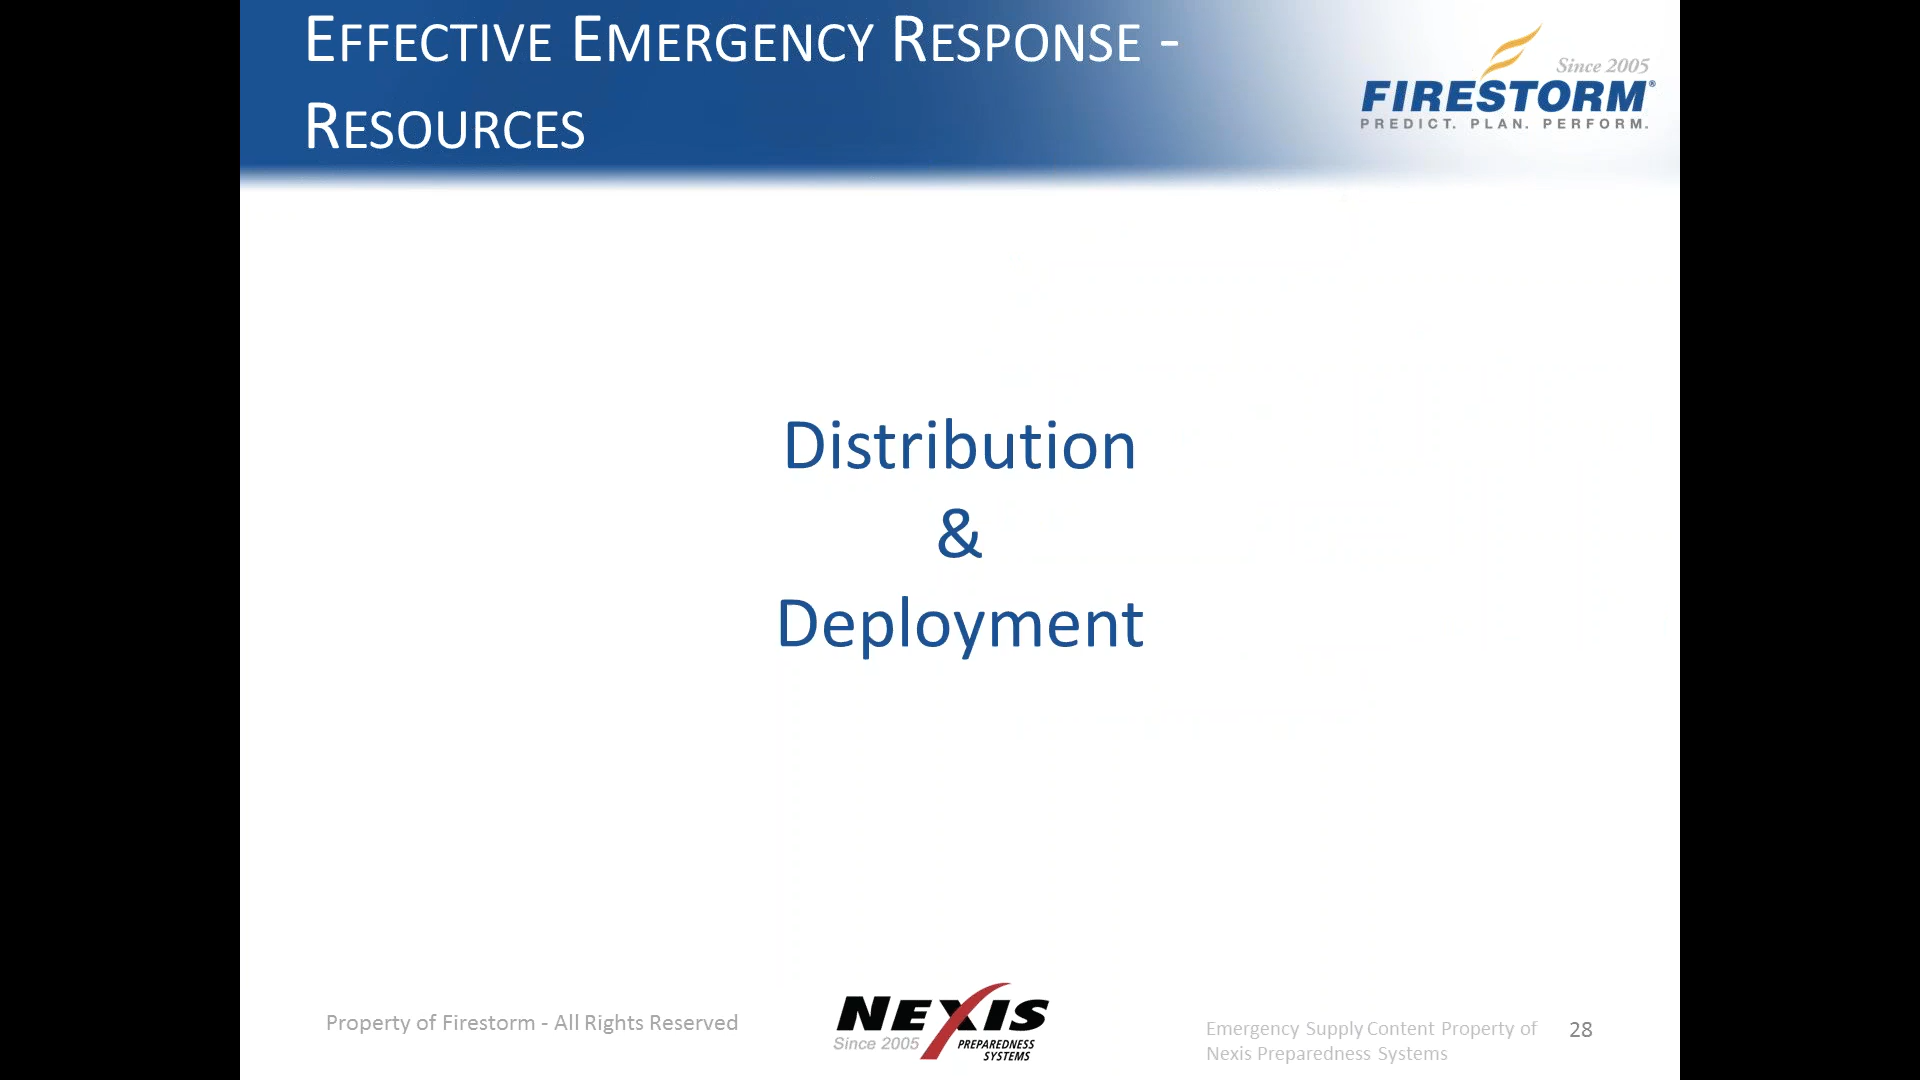 EFFECTIVE EMERGENCY RESPONSE -
RESOURCES
Since 2005
FIRESTORM®
PREDICT. PLAN. PERFORM.
Distribution
&
Deployment
Property of Firestorm - All Rights Reserved
NEXIS
Since 2005
PREPAREDNESS
SYSTEMS
Emergency Supply Content Property of
Nexis Preparedness Systems
28